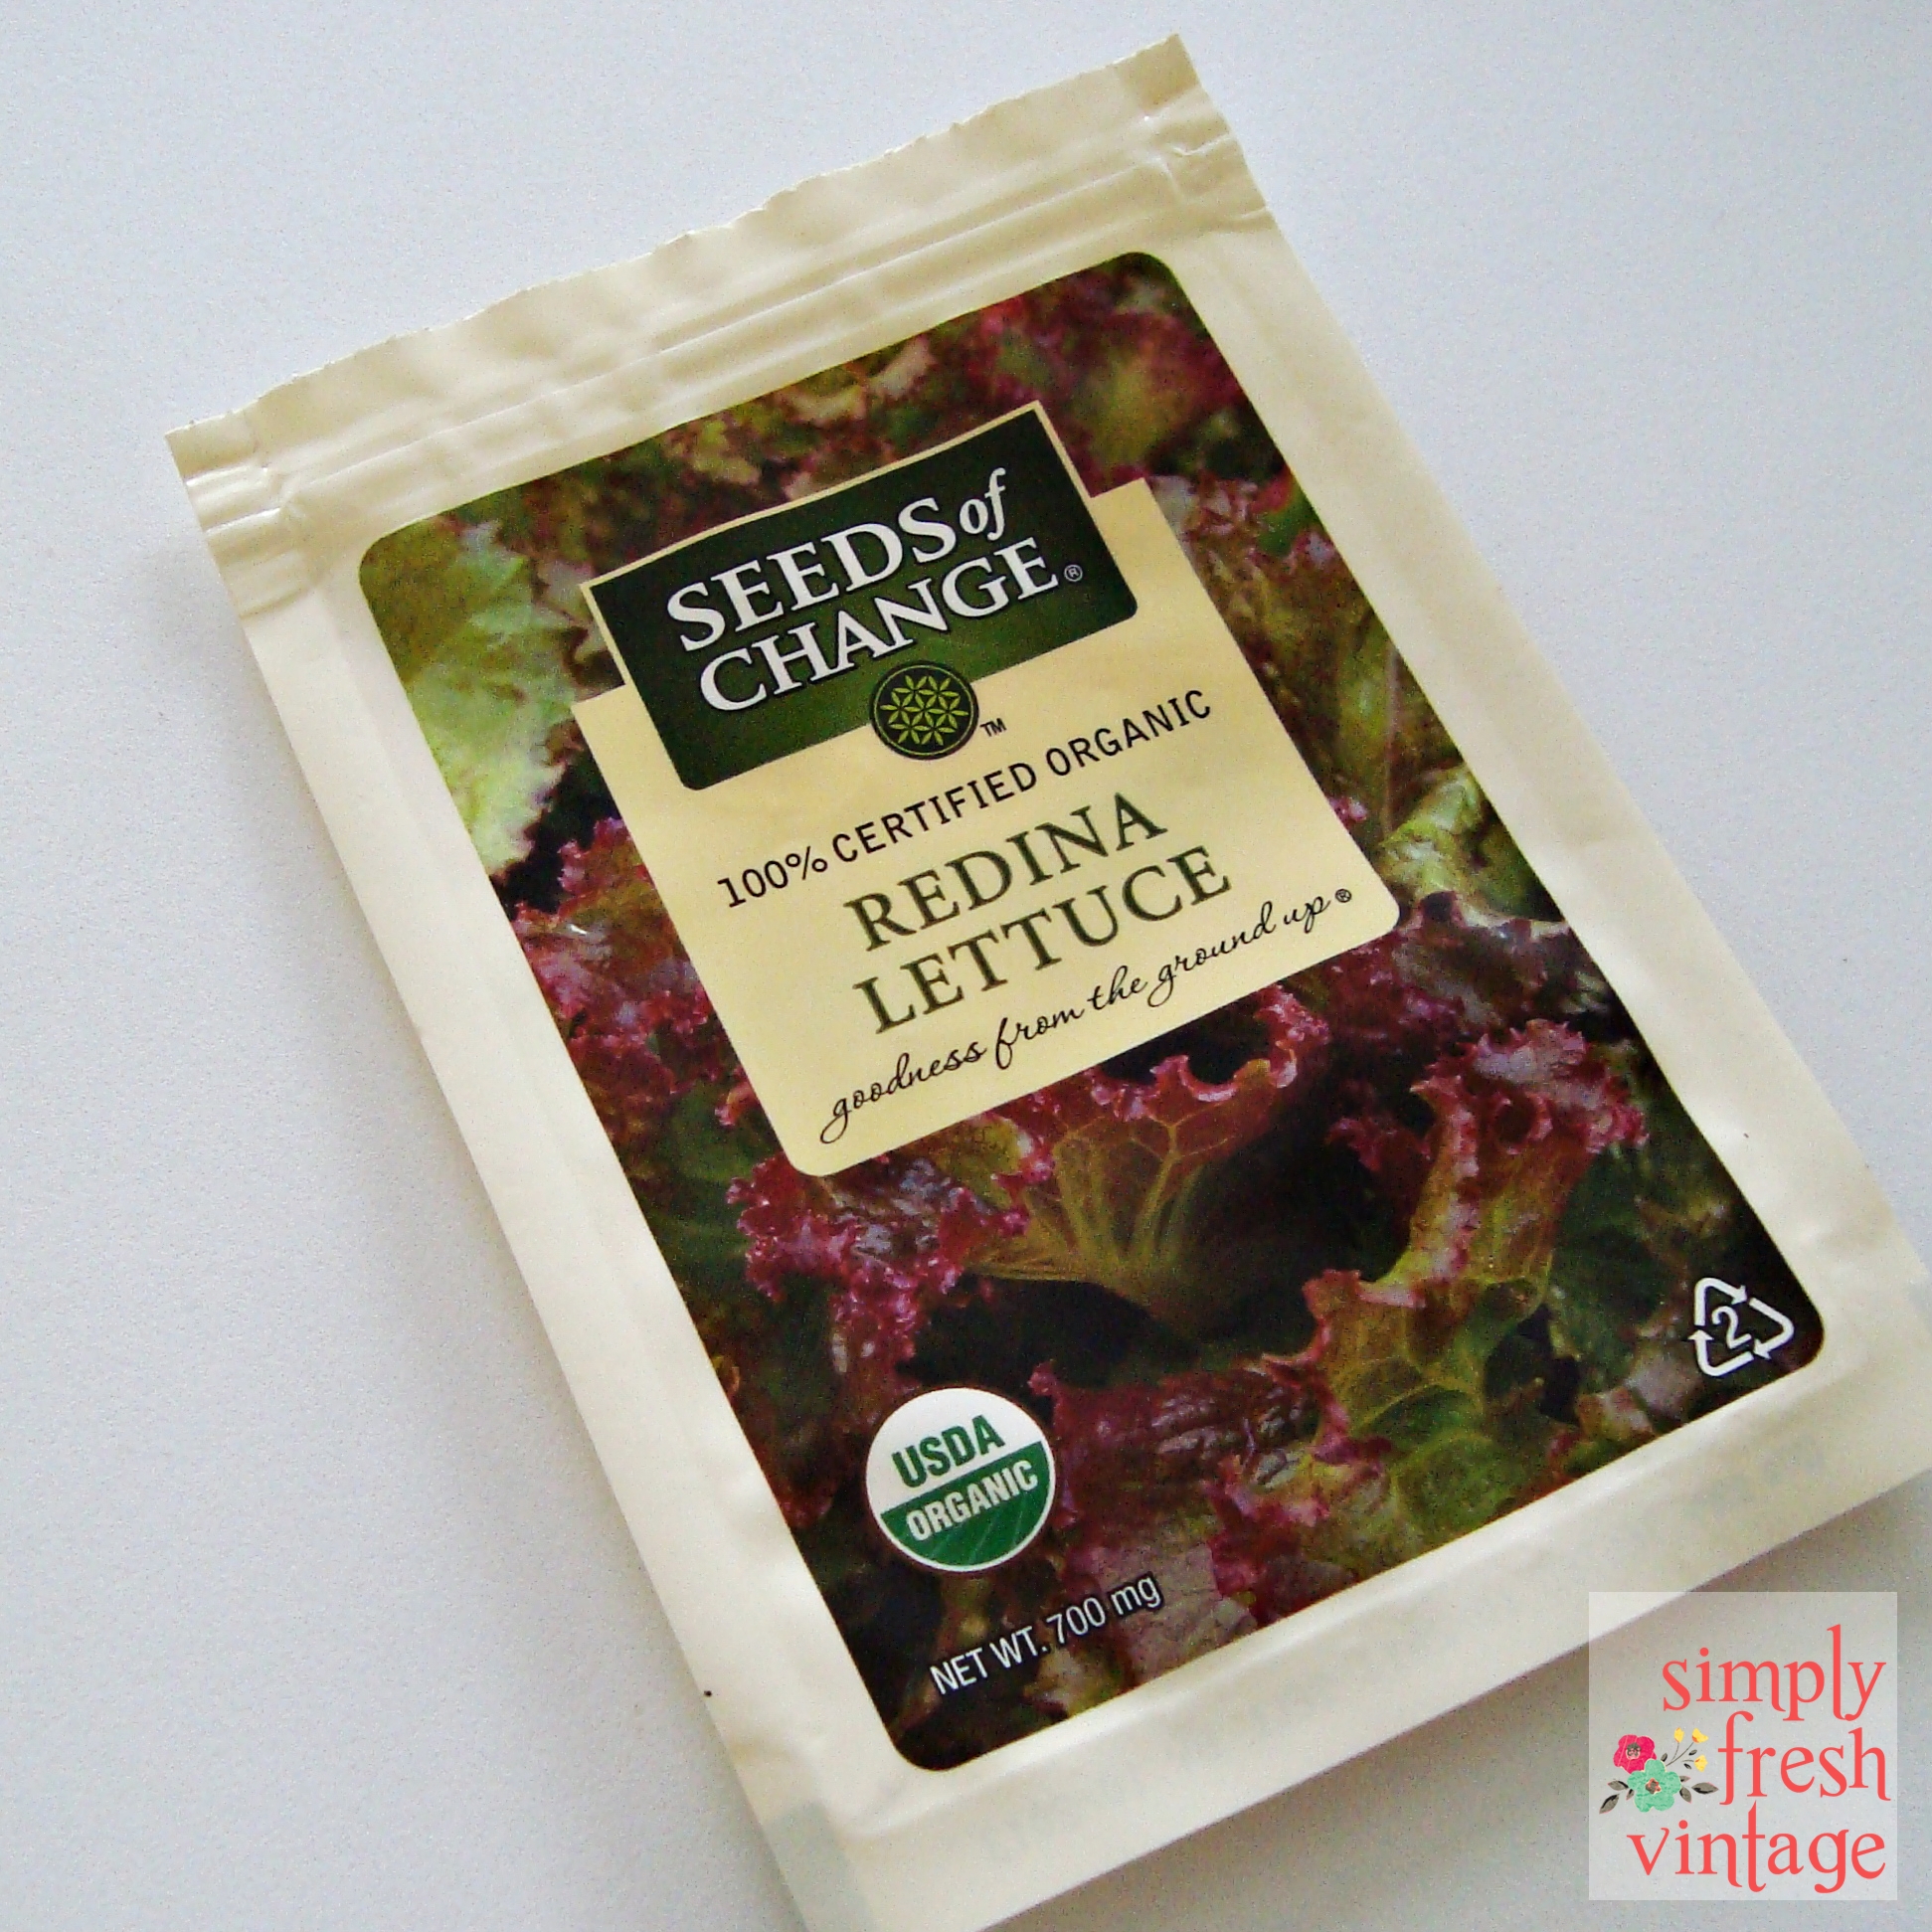 SEEDS of
CHANGE®
™
100% CERTIFIED ORGANIC
REDINA
LETTUCE
goodness from the ground up®
2
USDA
ORGANIC
NET WT. 700 mg
simply
fresh
vintage